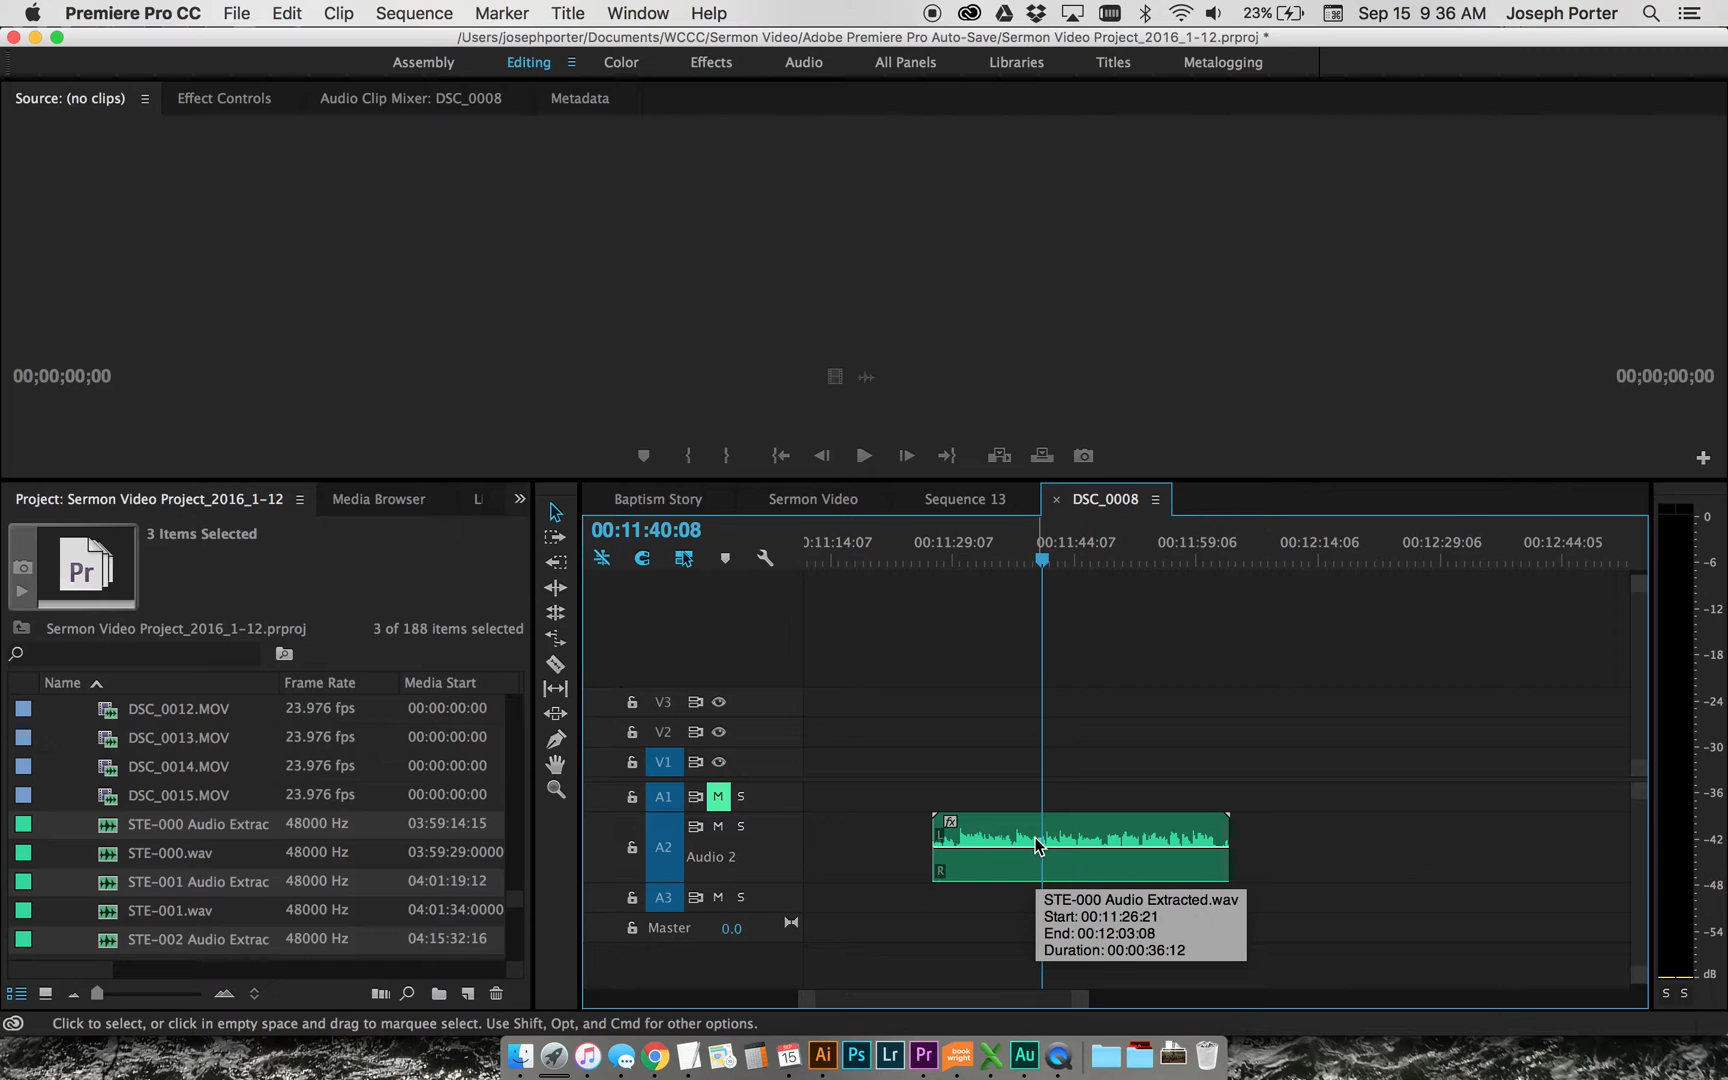 Premiere Pro CC File Edit Clip Sequence Marker Title Window Help 23% Sep 15 9:36 AM Joseph Porter
/Users/josephporter/Documents/WCCC/Sermon Video/Adobe Premiere Pro Auto-Save/Sermon Video Project_2016_1-12.prproj *
Assembly Editing Color Effects Audio All Panels Libraries Titles Metalogging
Source: (no clips) Effect Controls Audio Clip Mixer: DSC_0008 Metadata
00;00;00;00 00;00;00;00
Project: Sermon Video Project_2016_1-12 Media Browser Li
3 Items Selected
Pr
Sermon Video Project_2016_1-12.prproj 3 of 188 items selected
Name Frame Rate Media Start
DSC_0012.MOV 23.976 fps 00:00:00:00
DSC_0013.MOV 23.976 fps 00:00:00:00
DSC_0014.MOV 23.976 fps 00:00:00:00
DSC_0015.MOV 23.976 fps 00:00:00:00
STE-000 Audio Extrac 48000 Hz 03:59:14:15
STE-000.wav 48000 Hz 03:59:29:0000
STE-001 Audio Extrac 48000 Hz 04:01:19:12
STE-001.wav 48000 Hz 04:01:34:0000
STE-002 Audio Extrac 48000 Hz 04:15:32:16
Baptism Story Sermon Video Sequence 13 × DSC_0008
00:11:40:08
0:11:14:07 00:11:29:07 00:11:44:07 00:11:59:06 00:12:14:06 00:12:29:06 00:12:44:05
V3
V2
V1
A1 M S
A2 M S
Audio 2
fx
L
R
A3 M S
Master 0.0
STE-000 Audio Extracted.wav
Start: 00:11:26:21
End: 00:12:03:08
Duration: 00:00:36:12
0
-6
-12
-18
-24
-30
-36
-42
-48
-54
dB
S S
Click to select, or click in empty space and drag to marquee select. Use Shift, Opt, and Cmd for other options.
SEP 15 Ai Ps Lr Pr book wright Au